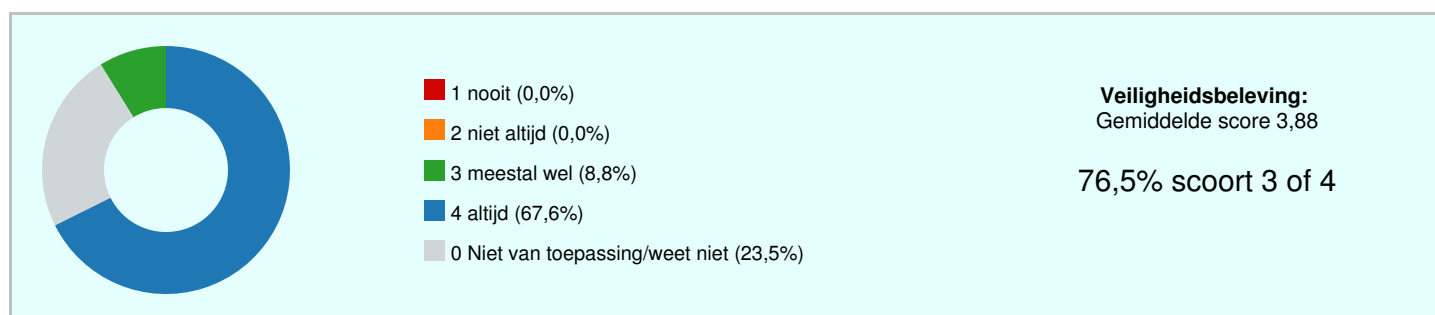 1 nooit (0,0%)
2 niet altijd (0,0%)
3 meestal wel (8,8%)
4 altijd (67,6%)
0 Niet van toepassing/weet niet (23,5%)
Veiligheidsbeleving:
Gemiddelde score 3,88
76,5% scoort 3 of 4